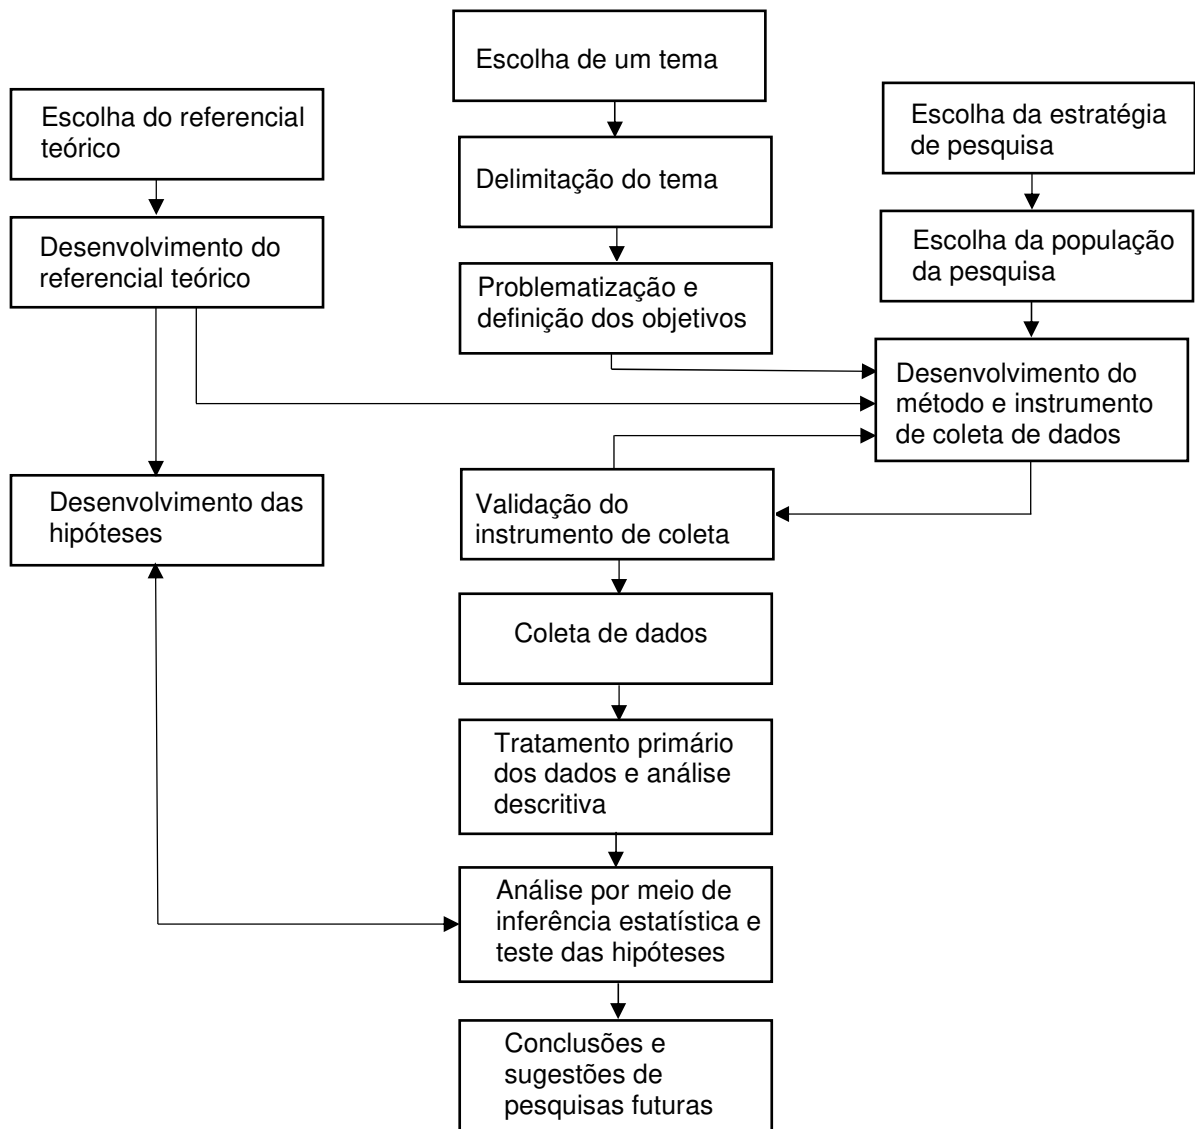 Escolha de um tema
Escolha do referencial
teórico
Escolha da estratégia
de pesquisa
Delimitação do tema
Desenvolvimento do
referencial teórico
Escolha da população
da pesquisa
Problematização e
definição dos objetivos
Desenvolvimento do
método e instrumento
de coleta de dados
Desenvolvimento das
hipóteses
Validação do
instrumento de coleta
Coleta de dados
Tratamento primário
dos dados e análise
descritiva
Análise por meio de
inferência estatística e
teste das hipóteses
Conclusões e
sugestões de
pesquisas futuras